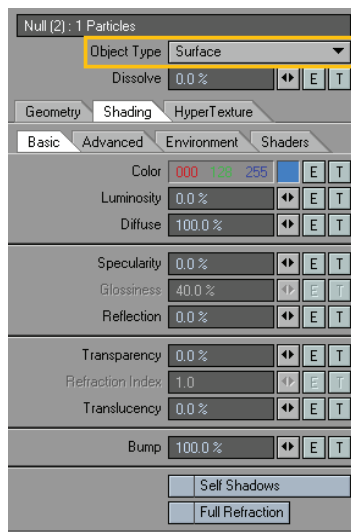 Null (2) : 1 Particles
Object Type Surface
Dissolve 0.0 % E T
Geometry Shading HyperTexture
Basic Advanced Environment Shaders
Color 000 128 255 E T
Luminosity 0.0 % E T
Diffuse 100.0 % E T
Specularity 0.0 % E T
Glossiness 40.0 % E T
Reflection 0.0 % E T
Transparency 0.0 % E T
Refraction Index 1.0 E T
Translucency 0.0 % E T
Bump 100.0 % E T
Self Shadows
Full Refraction